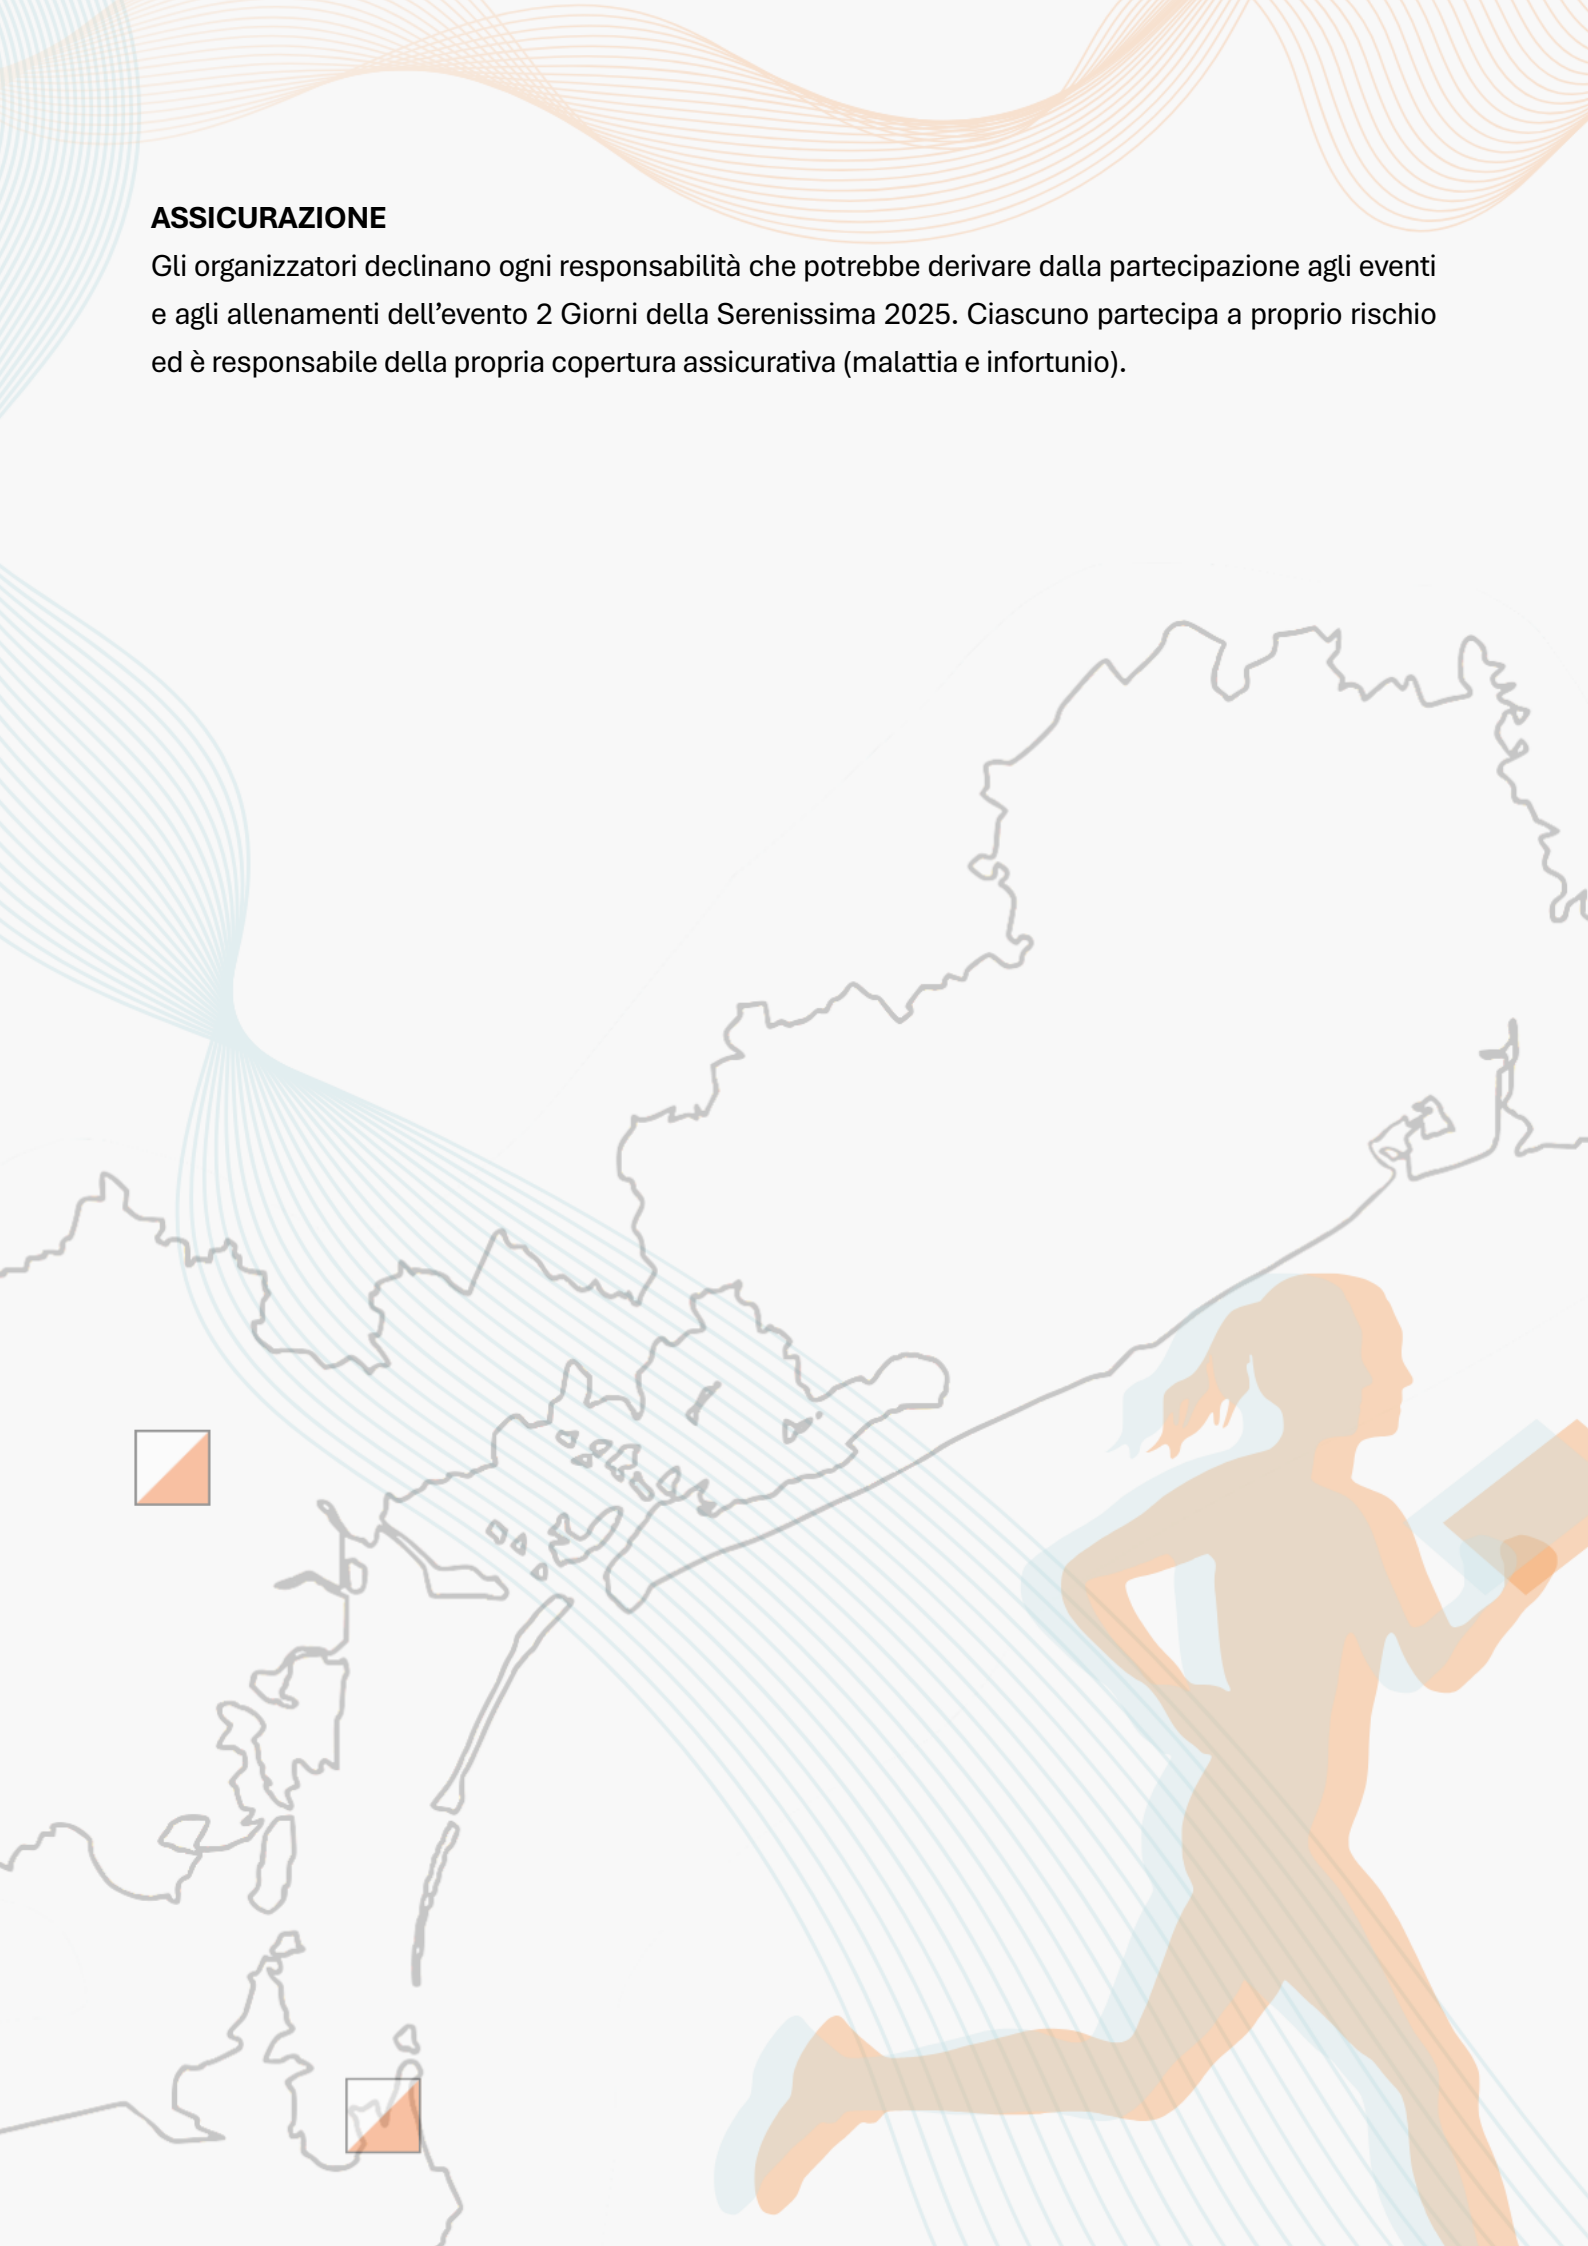 ASSICURAZIONE
Gli organizzatori declinano ogni responsabilità che potrebbe derivare dalla partecipazione agli eventi
e agli allenamenti dell’evento 2 Giorni della Serenissima 2025. Ciascuno partecipa a proprio rischio
ed è responsabile della propria copertura assicurativa (malattia e infortunio).